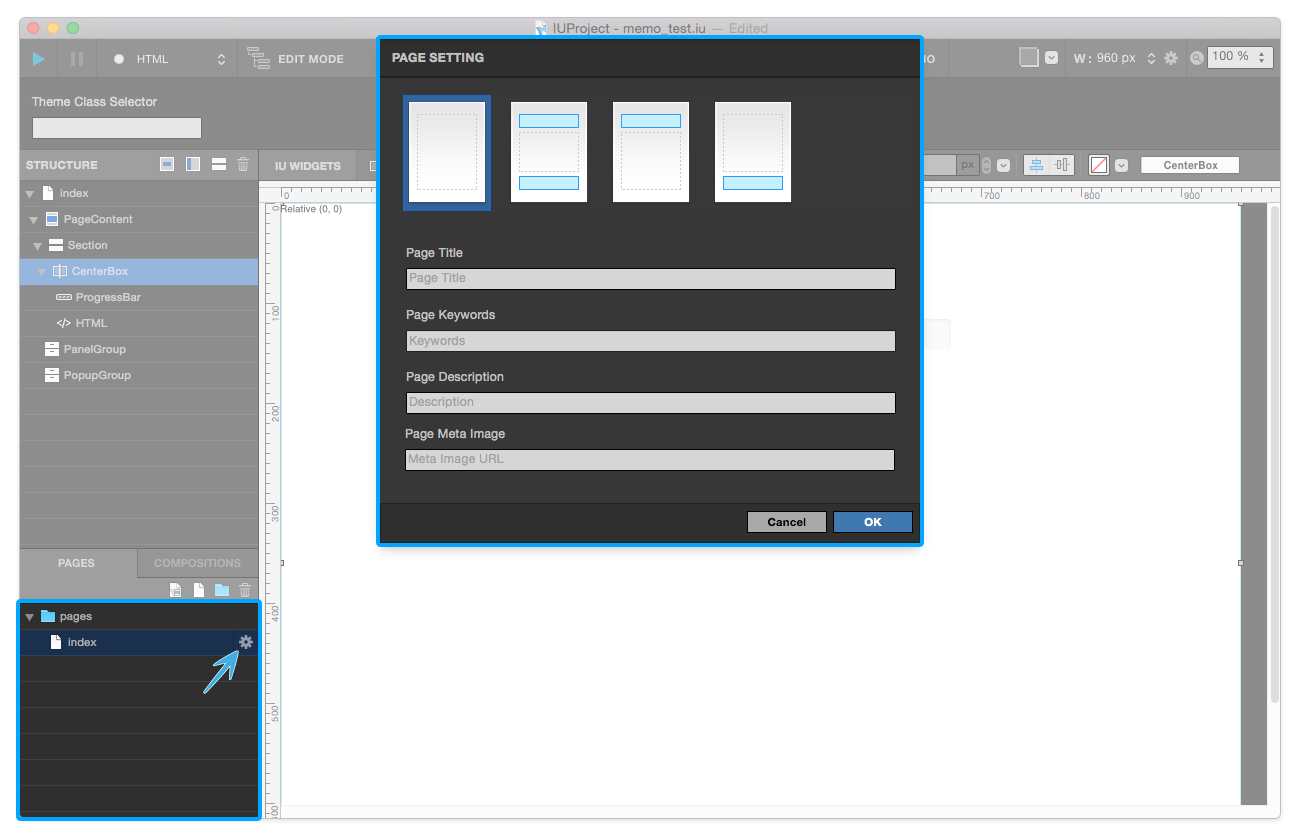 IUProject - memo_test.iu — Edited
HTML
EDIT MODE
W: 960 px
100 %
Theme Class Selector
STRUCTURE
IU WIDGETS
px
CenterBox
index
PageContent
Section
CenterBox
ProgressBar
HTML
PanelGroup
PopupGroup
0
700
800
900
0
100
200
300
400
500
Relative (0, 0)
PAGE SETTING
Page Title
Page Title
Page Keywords
Keywords
Page Description
Description
Page Meta Image
Meta Image URL
Cancel
OK
PAGES
COMPOSITIONS
pages
index